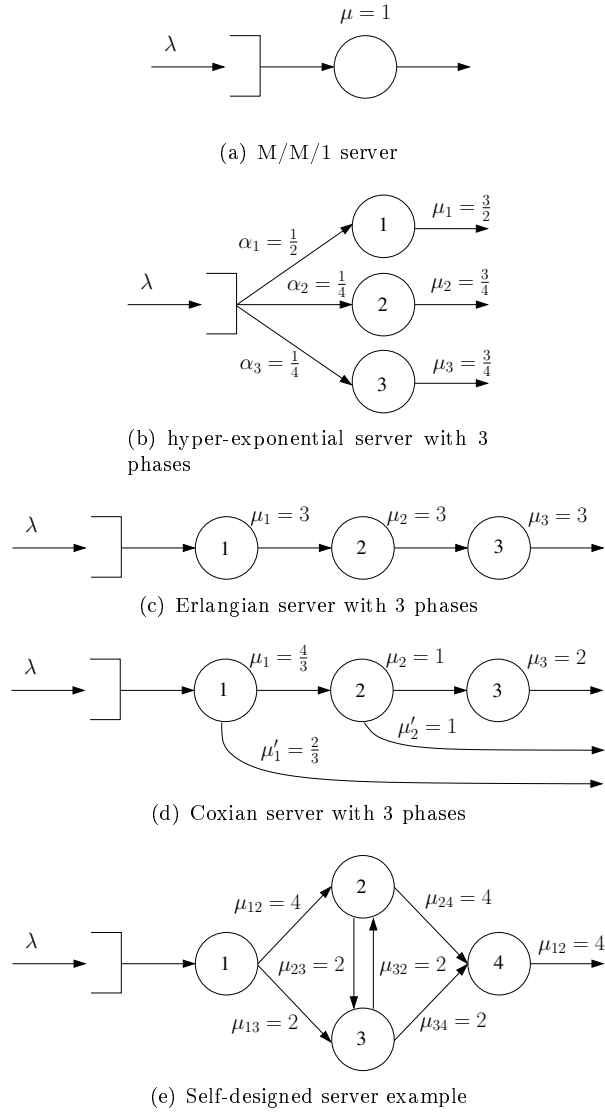 μ = 1
λ
(a) M/M/1 server
1
μ₁ = 3/2
α₁ = 1/2
λ
α₂ = 1/4
2
μ₂ = 3/4
α₃ = 1/4
3
μ₃ = 3/4
(b) hyper-exponential server with 3
phases
λ
1
μ₁ = 3
2
μ₂ = 3
3
μ₃ = 3
(c) Erlangian server with 3 phases
λ
1
μ₁ = 4/3
2
μ₂ = 1
3
μ₃ = 2
μ′₁ = 2/3
μ′₂ = 1
(d) Coxian server with 3 phases
λ
1
μ₁₂ = 4
2
μ₂₄ = 4
μ₂₃ = 2
μ₃₂ = 2
4
μ₁₂ = 4
μ₁₃ = 2
3
μ₃₄ = 2
(e) Self-designed server example